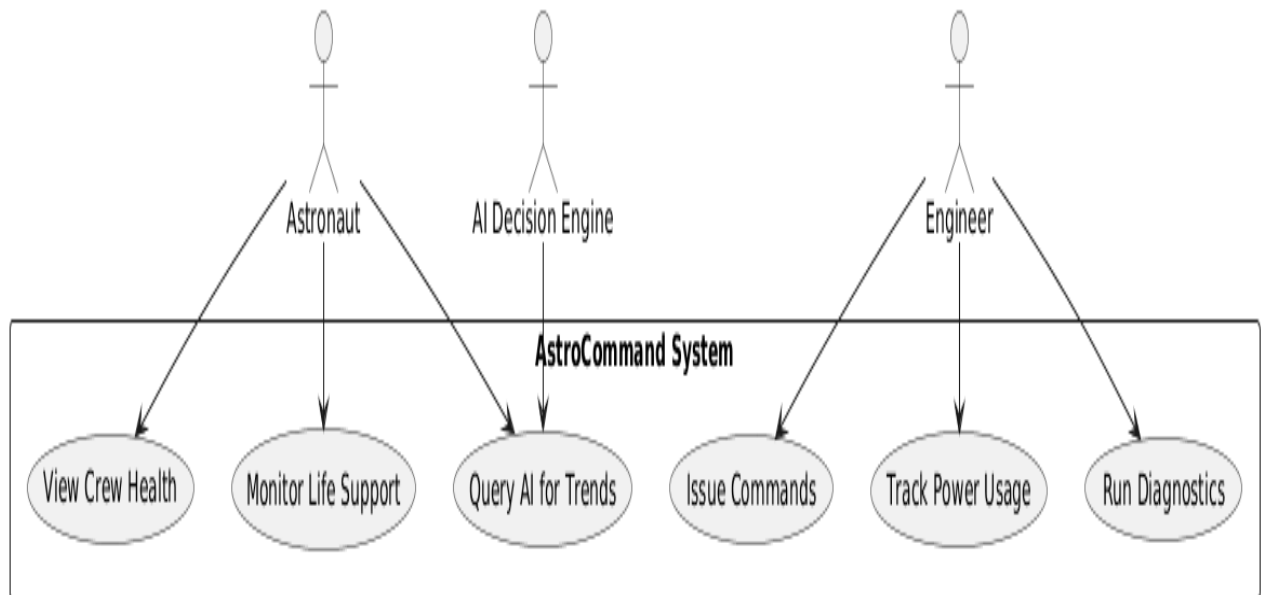 Astronaut
AI Decision Engine
Engineer
AstroCommand System
View Crew Health
Monitor Life Support
Query AI for Trends
Issue Commands
Track Power Usage
Run Diagnostics